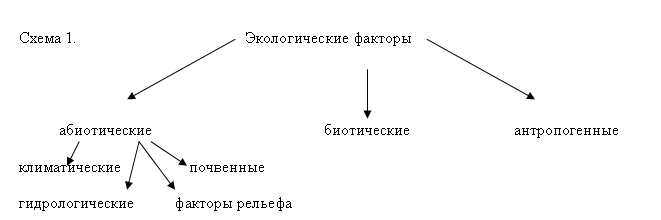 Схема 1. Экологические факторы
абиотические биотические антропогенные
климатические почвенные
гидрологические факторы рельефа